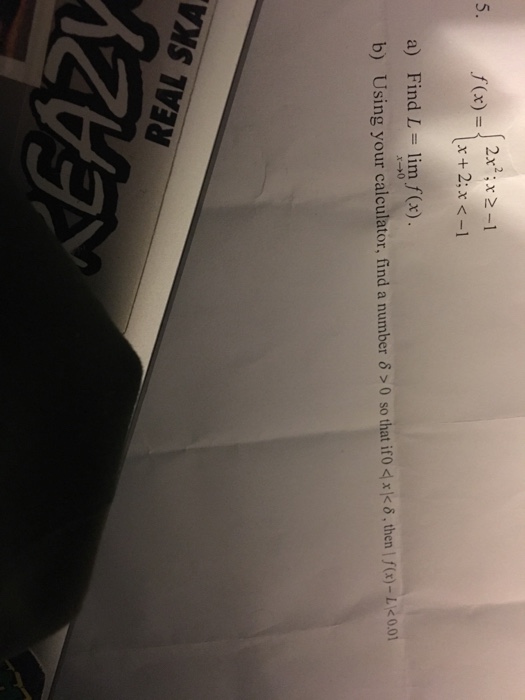 5.
f(x) = { 2x²; x ≥ -1
x + 2; x < -1
a) Find L = lim f(x).
x→0
b) Using your calculator, find a number δ > 0 so that if 0 <| x |< δ, then | f(x) - L |< 0.01
REAL SKA